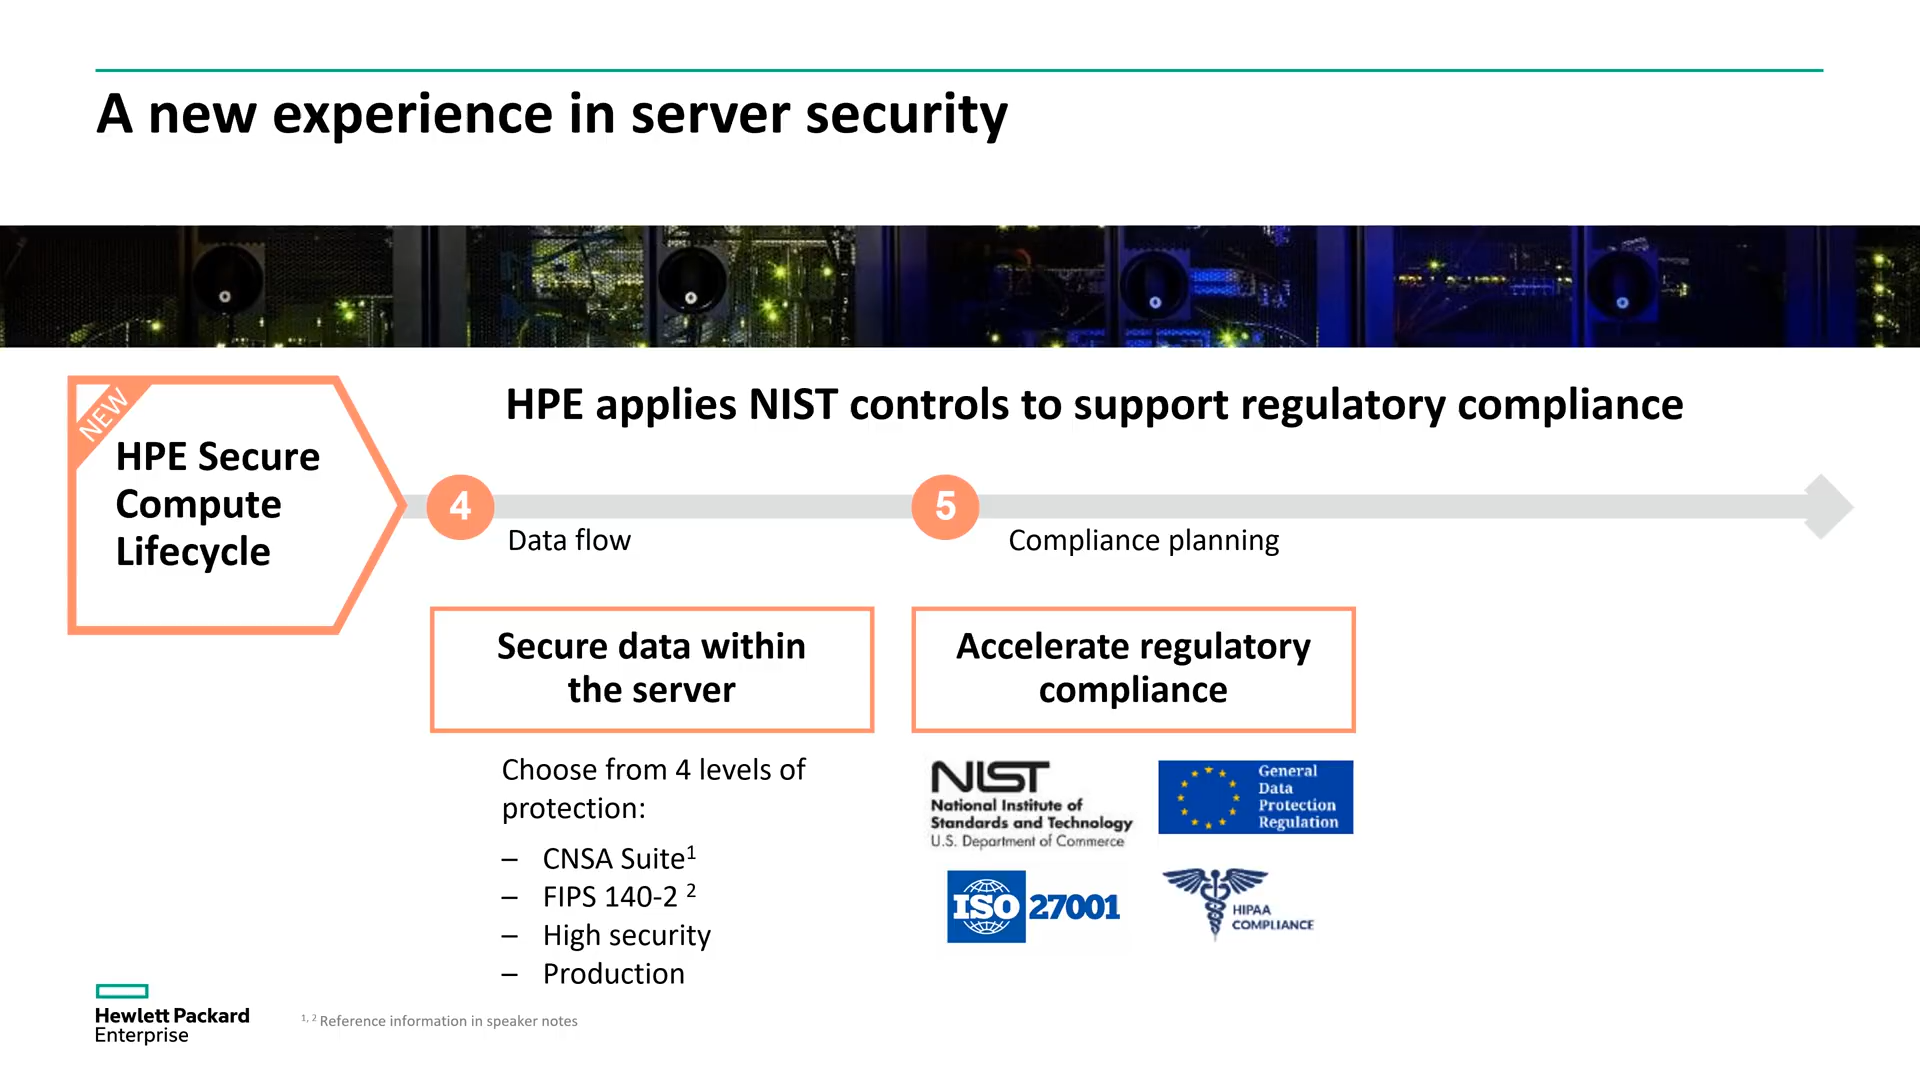 A new experience in server security
NEW
HPE Secure
Compute
Lifecycle
HPE applies NIST controls to support regulatory compliance
4
Data flow
5
Compliance planning
Secure data within
the server
Choose from 4 levels of
protection:
– CNSA Suite¹
– FIPS 140-2 ²
– High security
– Production
Accelerate regulatory
compliance
NIST
National Institute of
Standards and Technology
U.S. Department of Commerce
General
Data
Protection
Regulation
ISO 27001
HIPAA
COMPLIANCE
Hewlett Packard
Enterprise
¹, ² Reference information in speaker notes